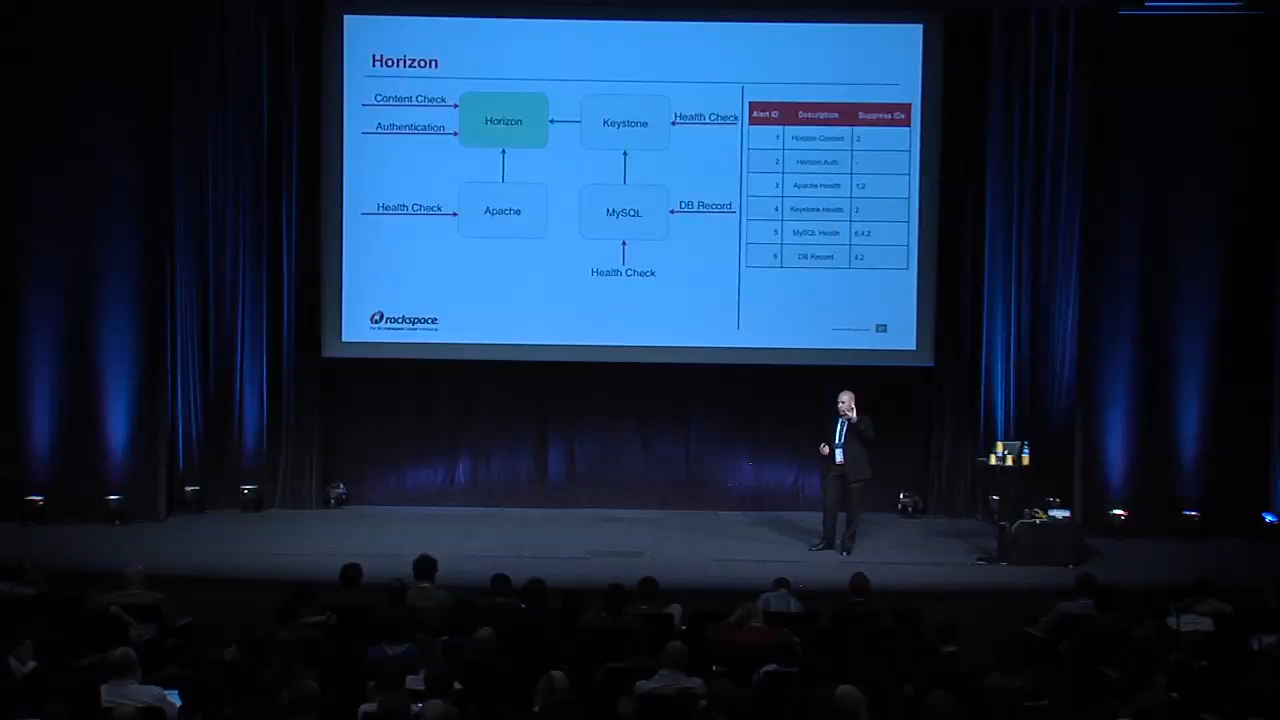 Horizon
Content Check
Authentication
Horizon
Keystone
Health Check
Health Check
Apache
MySQL
DB Record
Health Check
Alert ID Description Suppress IDs
1 Horizon Content 2
2 Horizon Auth -
3 Apache Health 1,2
4 Keystone Health 2
5 MySQL Health 6,4,2
6 DB Record 4,2
rackspace